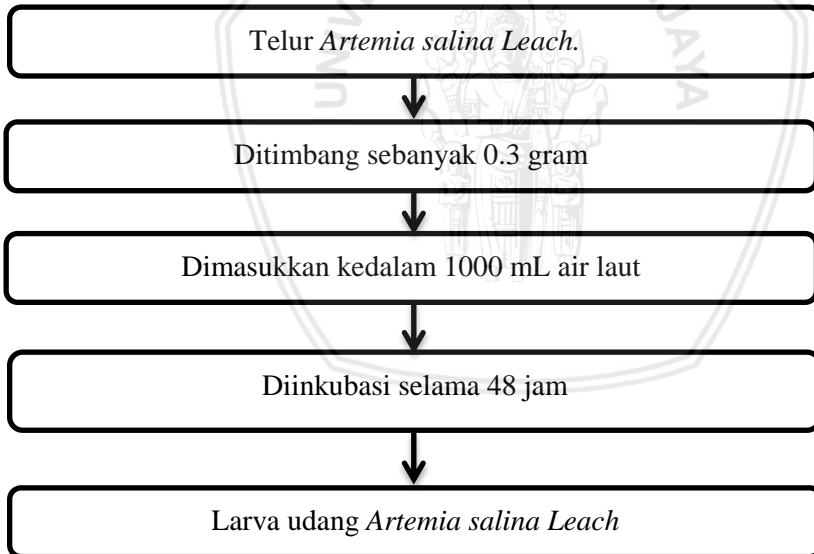 Telur Artemia salina Leach.
Ditimbang sebanyak 0.3 gram
Dimasukkan kedalam 1000 mL air laut
Diinkubasi selama 48 jam
Larva udang Artemia salina Leach